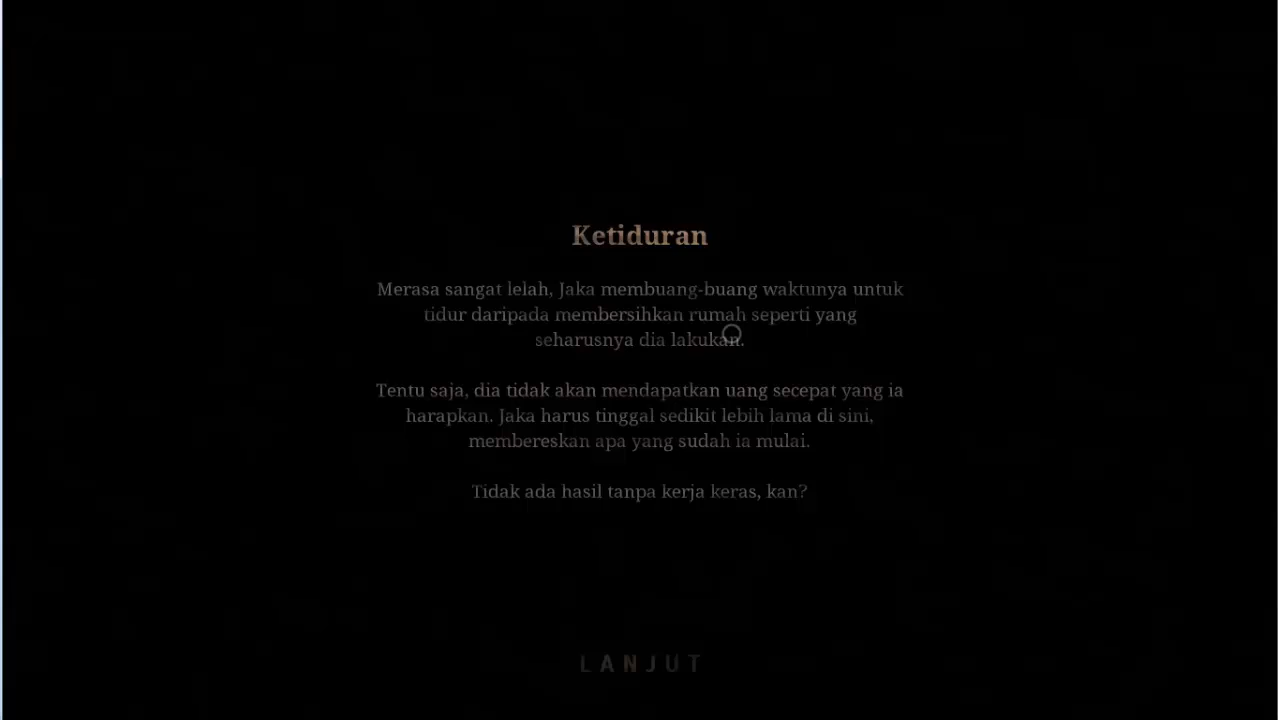 Ketiduran
Merasa sangat lelah, Jaka membuang-buang waktunya untuk
tidur daripada membersihkan rumah seperti yang
seharusnya dia lakukan.
Tentu saja, dia tidak akan mendapatkan uang secepat yang ia
harapkan. Jaka harus tinggal sedikit lebih lama di sini,
membereskan apa yang sudah ia mulai.
Tidak ada hasil tanpa kerja keras, kan?
LANJUT